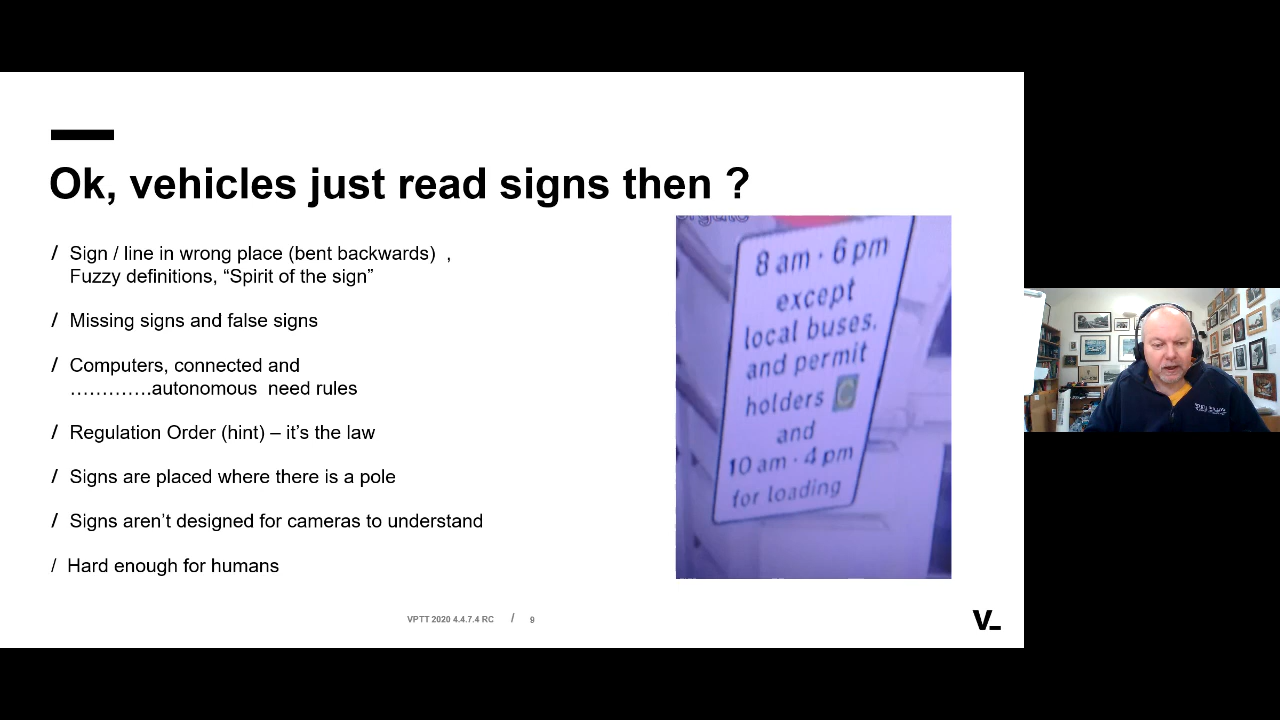 Ok, vehicles just read signs then ?
/ Sign / line in wrong place (bent backwards) ,
Fuzzy definitions, “Spirit of the sign”
/ Missing signs and false signs
/ Computers, connected and
………….autonomous need rules
/ Regulation Order (hint) – it’s the law
/ Signs are placed where there is a pole
/ Signs aren’t designed for cameras to understand
/ Hard enough for humans
8 am · 6 pm
except
local buses,
and permit
holders C
and
10 am · 4 pm
for loading
VPTT 2020 4.4.7.4 RC / 9
V_